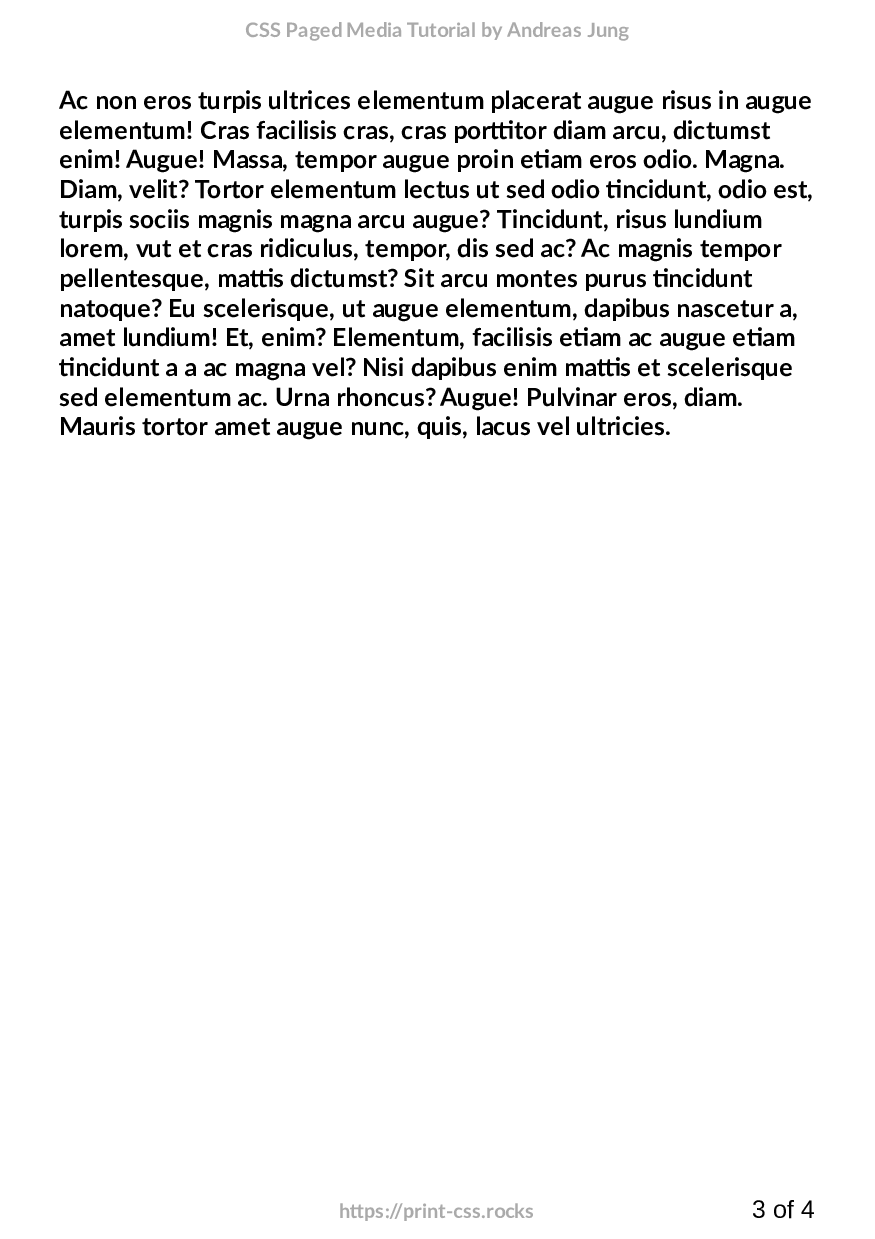 CSS Paged Media Tutorial by Andreas Jung
Ac non eros turpis ultrices elementum placerat augue risus in augue
elementum! Cras facilisis cras, cras porttitor diam arcu, dictumst
enim! Augue! Massa, tempor augue proin etiam eros odio. Magna.
Diam, velit? Tortor elementum lectus ut sed odio tincidunt, odio est,
turpis sociis magnis magna arcu augue? Tincidunt, risus lundium
lorem, vut et cras ridiculus, tempor, dis sed ac? Ac magnis tempor
pellentesque, mattis dictumst? Sit arcu montes purus tincidunt
natoque? Eu scelerisque, ut augue elementum, dapibus nascetur a,
amet lundium! Et, enim? Elementum, facilisis etiam ac augue etiam
tincidunt a a ac magna vel? Nisi dapibus enim mattis et scelerisque
sed elementum ac. Urna rhoncus? Augue! Pulvinar eros, diam.
Mauris tortor amet augue nunc, quis, lacus vel ultricies.
https://print-css.rocks
3 of 4